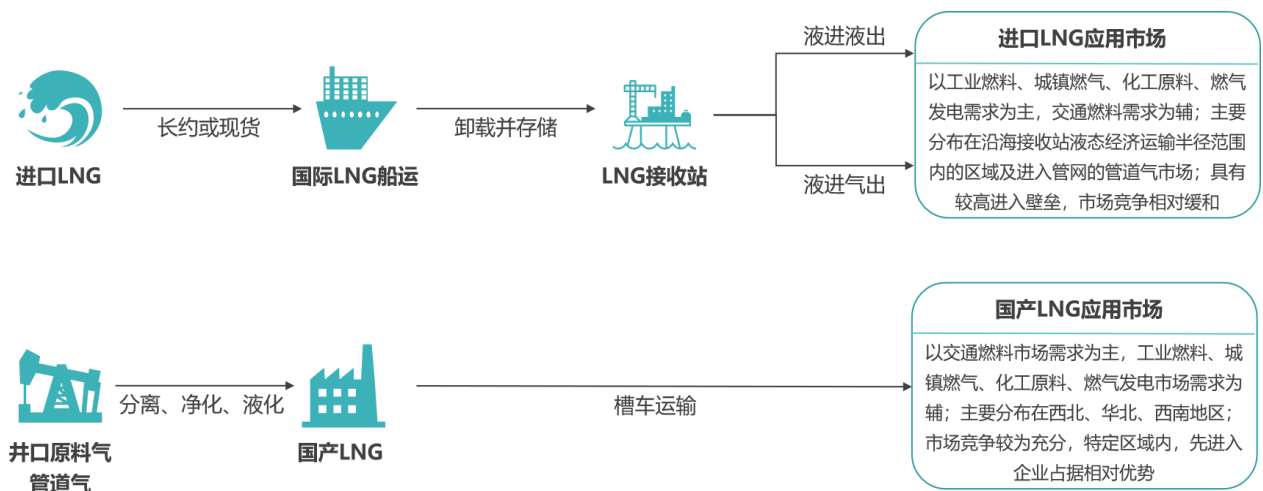 进口LNG
长约或现货
国际LNG船运
卸载并存储
LNG接收站
液进液出
液进气出
进口LNG应用市场
以工业燃料、城镇燃气、化工原料、燃气
发电需求为主，交通燃料需求为辅；主要
分布在沿海接收站液态经济运输半径范围
内的区域及进入管网的管道气市场；具有
较高进入壁垒，市场竞争相对缓和
井口原料气
管道气
分离、净化、液化
国产LNG
槽车运输
国产LNG应用市场
以交通燃料市场需求为主，工业燃料、城
镇燃气、化工原料、燃气发电市场需求为
辅；主要分布在西北、华北、西南地区；
市场竞争较为充分，特定区域内，先进入
企业占据相对优势